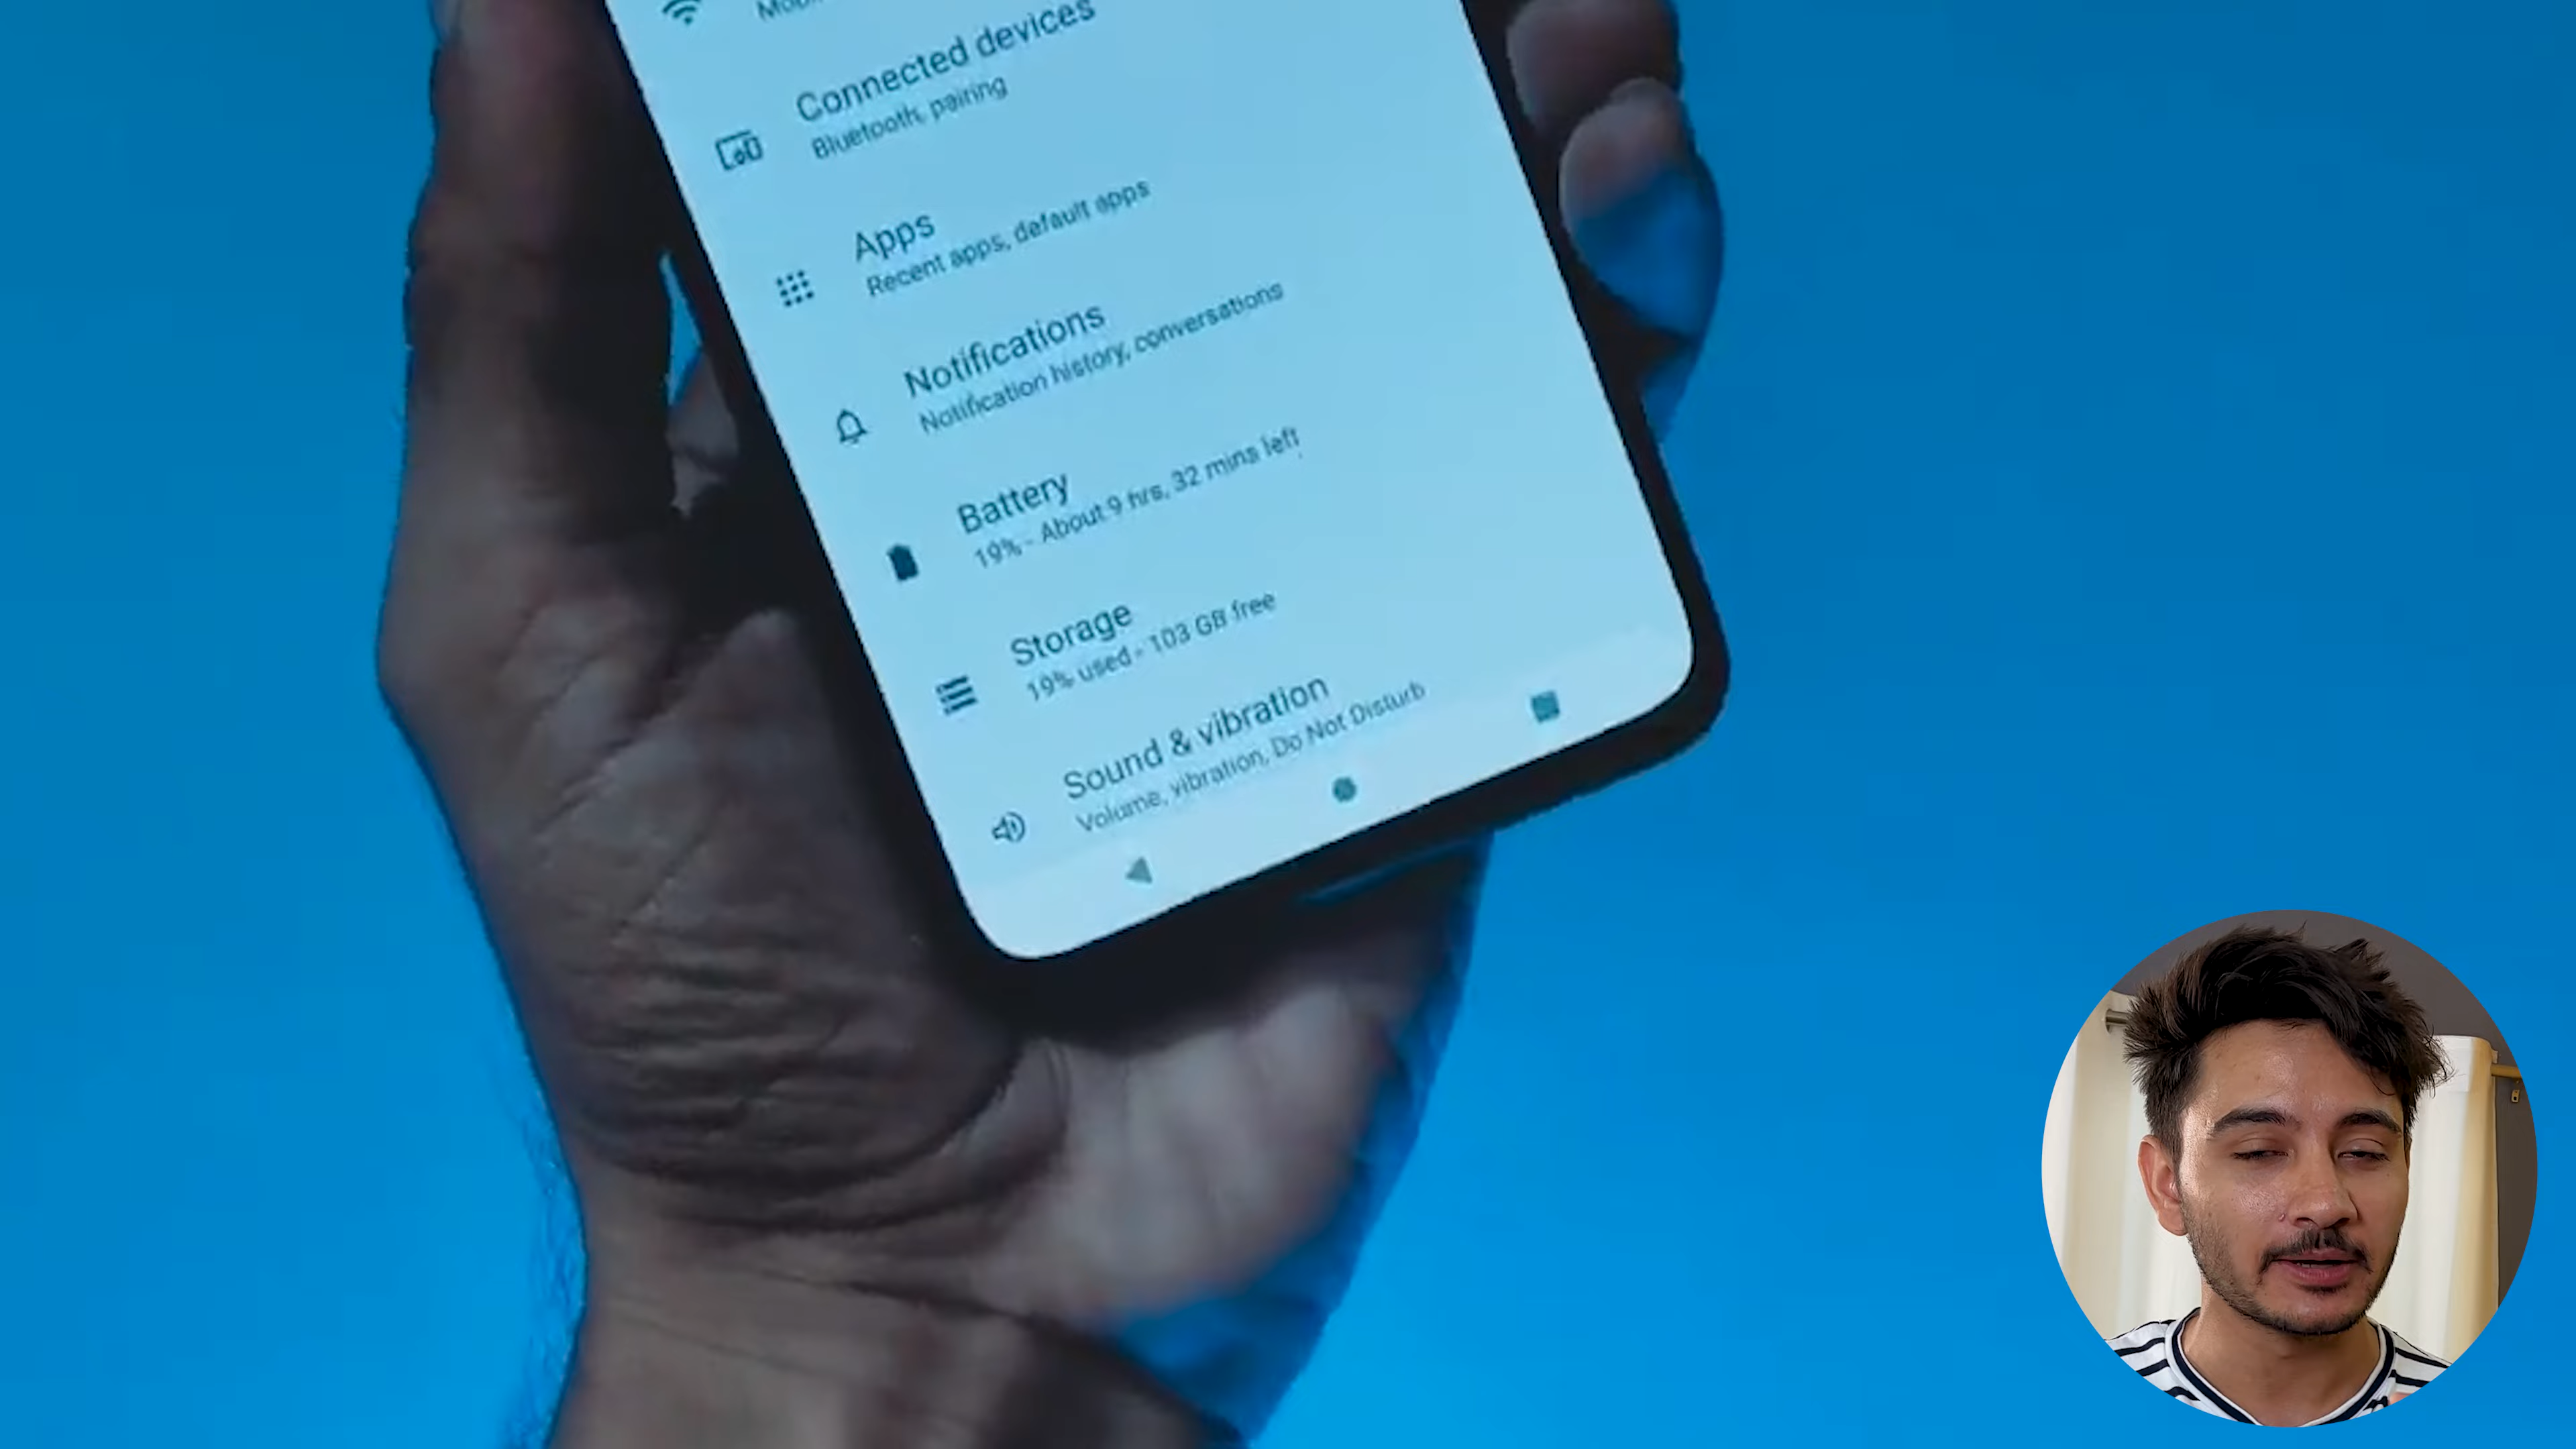 Connected devices
Bluetooth, pairing
Apps
Recent apps, default apps
Notifications
Notification history, conversations
Battery
19% - About 9 hrs, 32 mins left
Storage
19% used - 103 GB free
Sound & vibration
Volume, vibration, Do Not Disturb